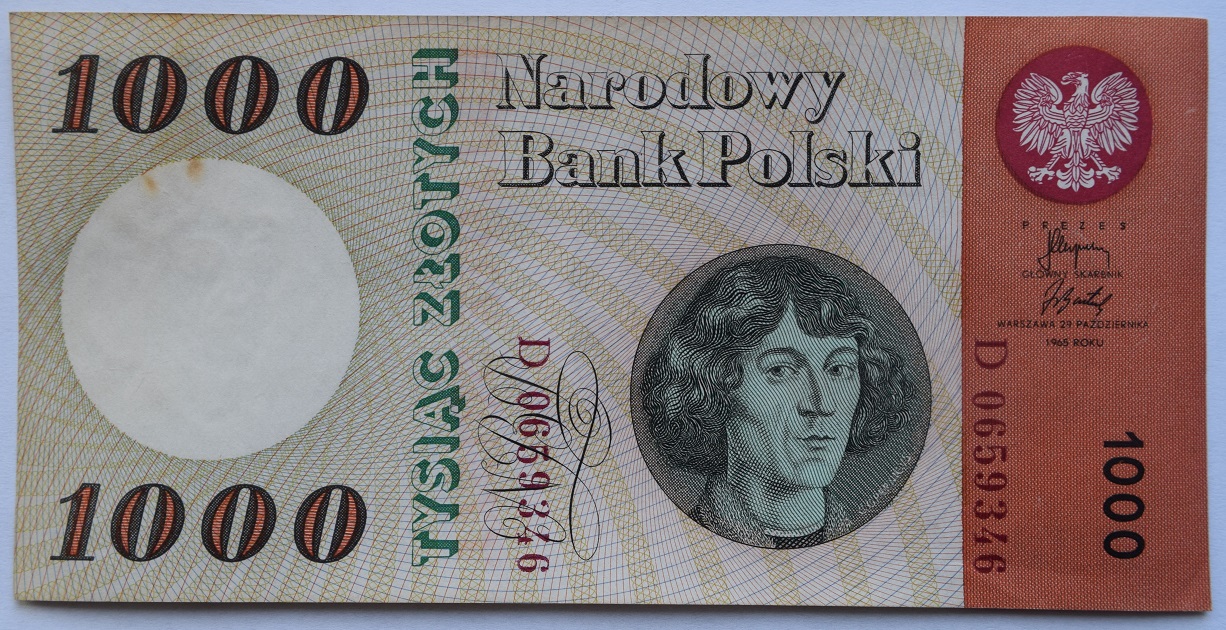 1000
1000
TYSIĄC ZŁOTYCH
Narodowy
Bank Polski
D 0659346
PREZES
GŁÓWNY SKARBNIK
WARSZAWA 29 PAŹDZIERNIKA
1965 ROKU
D 0659346
1000